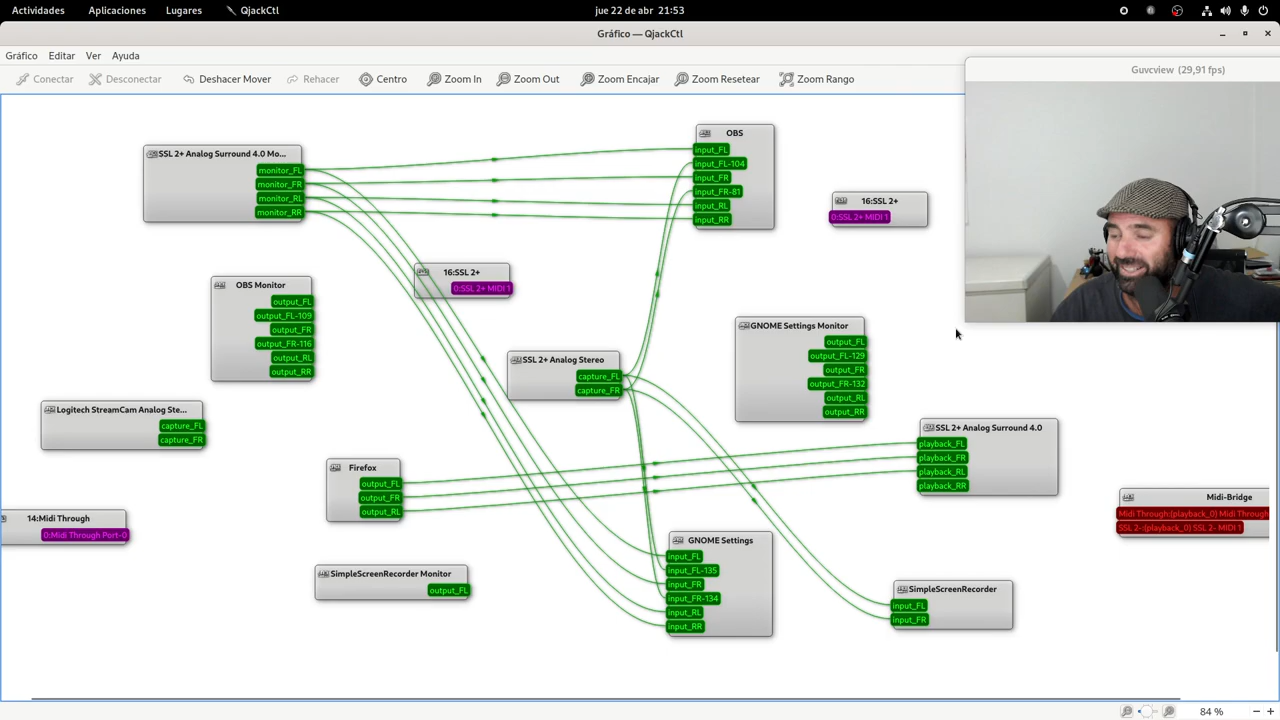 Actividades Aplicaciones Lugares QjackCtl jue 22 de abr 21:53
Gráfico — QjackCtl
Gráfico Editar Ver Ayuda
Conectar Desconectar Deshacer Mover Rehacer Centro Zoom In Zoom Out Zoom Encajar Zoom Resetear Zoom Rango
Guvcview (29,91 fps)
SSL 2+ Analog Surround 4.0 Mo...
monitor_FL
monitor_FR
monitor_RL
monitor_RR
OBS
input_FL
input_FL-104
input_FR
input_FR-81
input_RL
input_RR
16:SSL 2+
0:SSL 2+ MIDI 1
16:SSL 2+
0:SSL 2+ MIDI 1
OBS Monitor
output_FL
output_FL-109
output_FR
output_FR-116
output_RL
output_RR
GNOME Settings Monitor
output_FL
output_FL-129
output_FR
output_FR-132
output_RL
output_RR
SSL 2+ Analog Stereo
capture_FL
capture_FR
Logitech StreamCam Analog Ste...
capture_FL
capture_FR
SSL 2+ Analog Surround 4.0
playback_FL
playback_FR
playback_RL
playback_RR
Firefox
output_FL
output_FR
output_RL
Midi-Bridge
Midi Through:(playback_0) Midi Through
SSL 2-:(playback_0) SSL 2- MIDI 1
14:Midi Through
0:Midi Through Port-0
GNOME Settings
input_FL
input_FL-135
input_FR
input_FR-134
input_RL
input_RR
SimpleScreenRecorder Monitor
output_FL
SimpleScreenRecorder
input_FL
input_FR
84 %